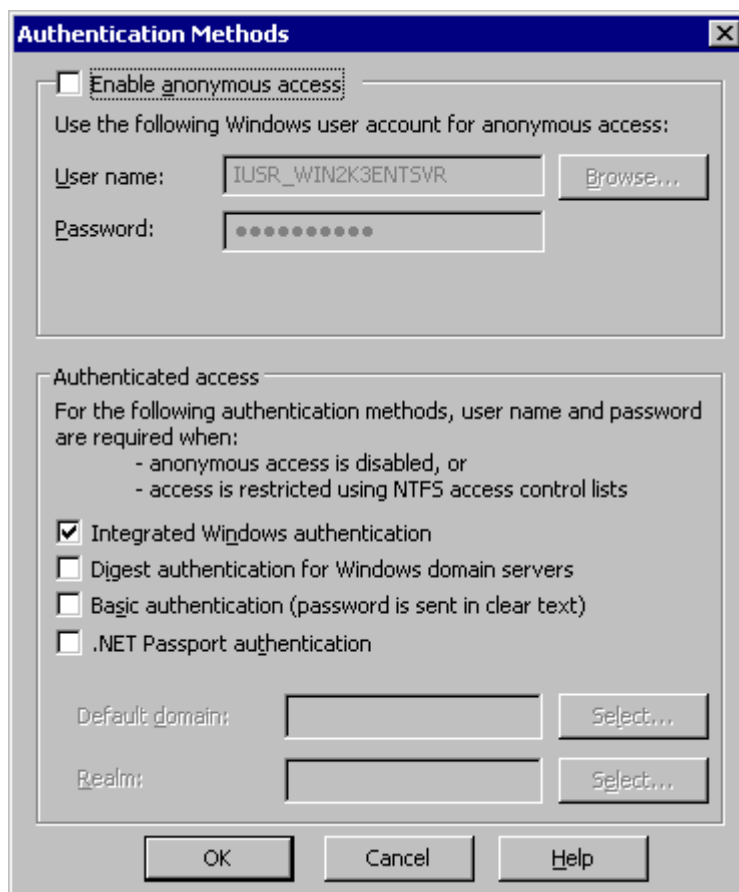 Authentication Methods
Enable anonymous access
Use the following Windows user account for anonymous access:
User name: IUSR_WIN2K3ENTSVR Browse...
Password: ●●●●●●●●●●
Authenticated access
For the following authentication methods, user name and password
are required when:
- anonymous access is disabled, or
- access is restricted using NTFS access control lists
Integrated Windows authentication
Digest authentication for Windows domain servers
Basic authentication (password is sent in clear text)
.NET Passport authentication
Default domain: Select...
Realm: Select...
OK Cancel Help